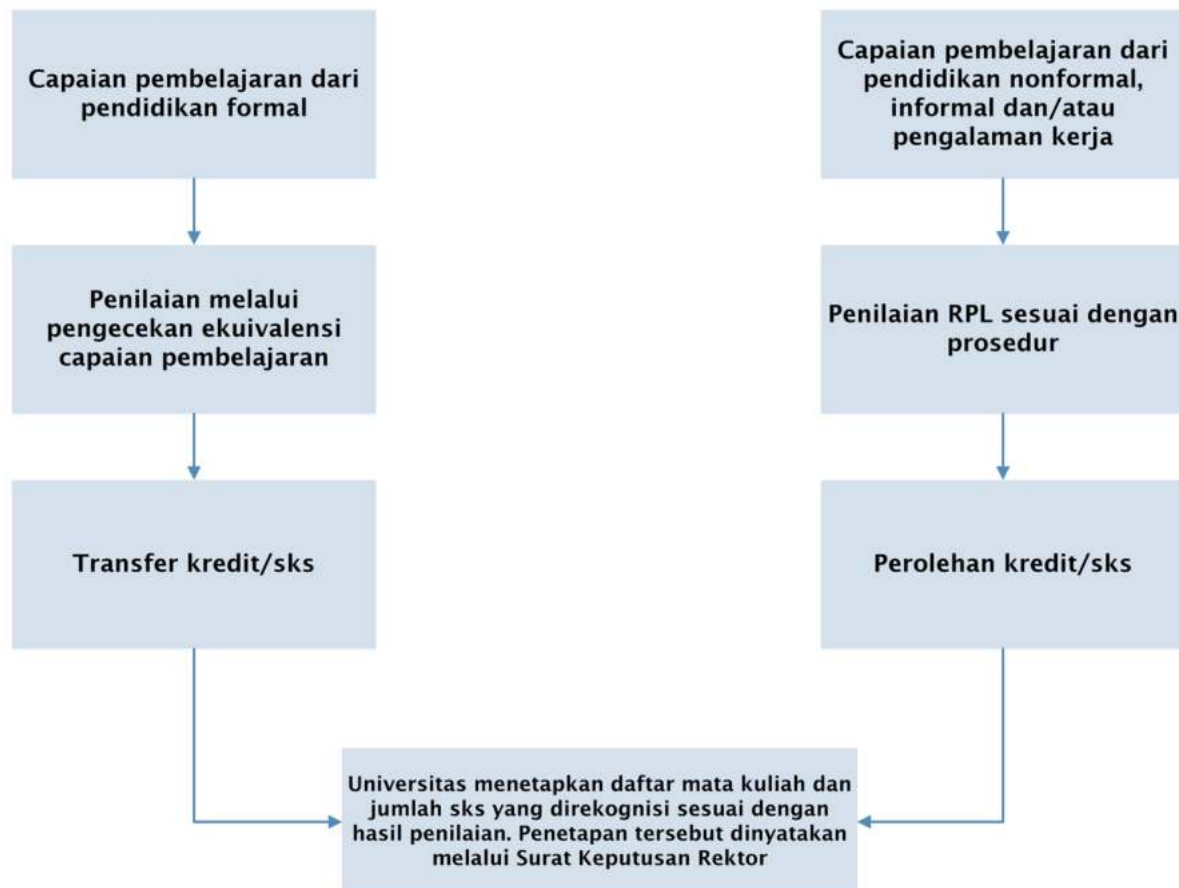 Capaian pembelajaran dari
pendidikan formal
Capaian pembelajaran dari
pendidikan nonformal,
informal dan/atau
pengalaman kerja
Penilaian melalui
pengecekan ekuivalensi
capaian pembelajaran
Penilaian RPL sesuai dengan
prosedur
Transfer kredit/sks
Perolehan kredit/sks
Universitas menetapkan daftar mata kuliah dan
jumlah sks yang direkognisi sesuai dengan
hasil penilaian. Penetapan tersebut dinyatakan
melalui Surat Keputusan Rektor